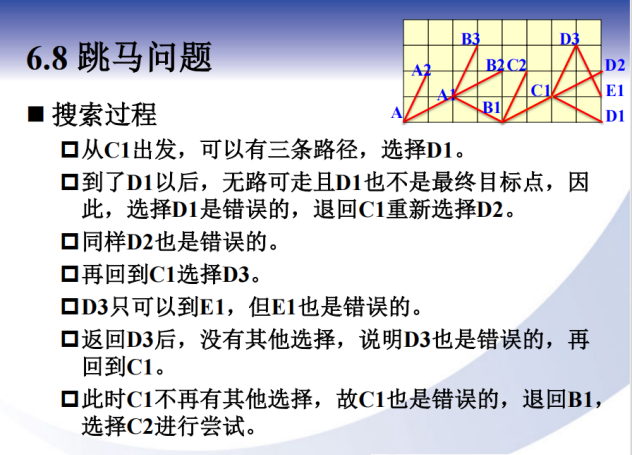 6.8 跳马问题
B3
D3
A2
B2
C2
D2
A1
C1
E1
A
B1
D1
■ 搜索过程
从C1出发，可以有三条路径，选择D1。
到了D1以后，无路可走且D1也不是最终目标点，因
此，选择D1是错误的，退回C1重新选择D2。
同样D2也是错误的。
再回到C1选择D3。
D3只可以到E1，但E1也是错误的。
返回D3后，没有其他选择，说明D3也是错误的，再
回到C1。
此时C1不再有其他选择，故C1也是错误的，退回B1，
选择C2进行尝试。